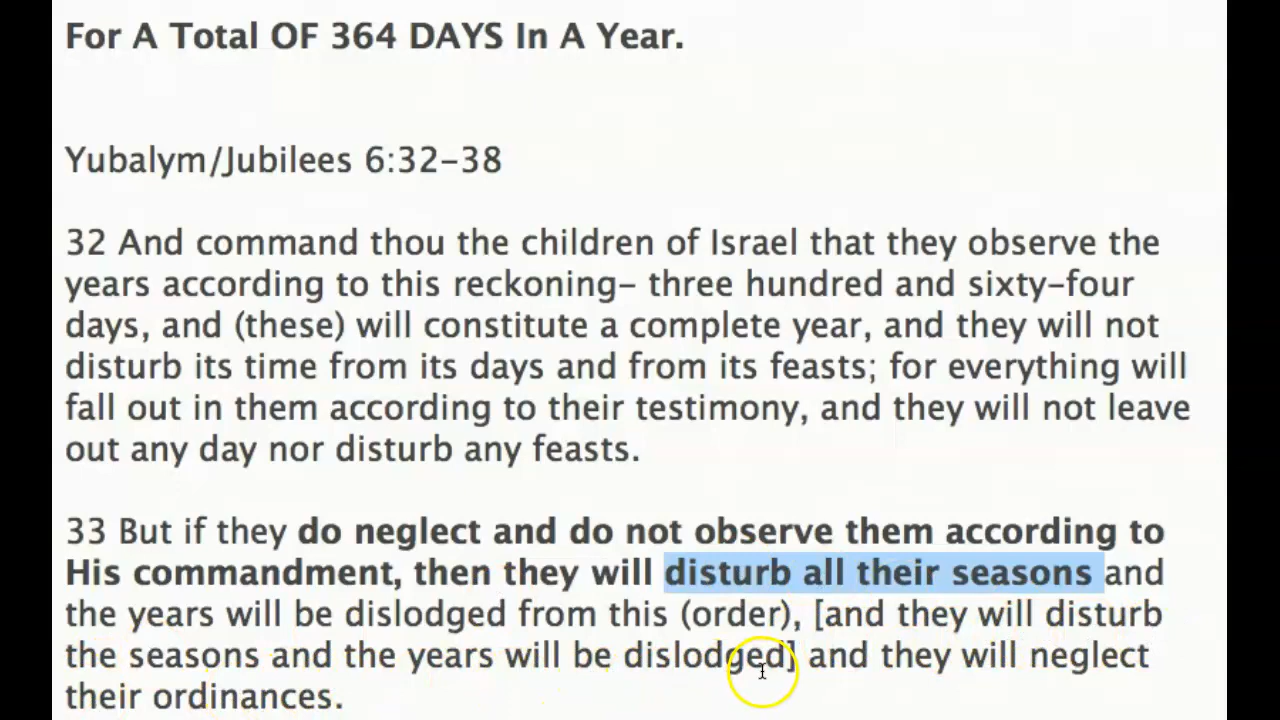 For A Total OF 364 DAYS In A Year.
Yubalym/Jubilees 6:32-38
32 And command thou the children of Israel that they observe the
years according to this reckoning- three hundred and sixty-four
days, and (these) will constitute a complete year, and they will not
disturb its time from its days and from its feasts; for everything will
fall out in them according to their testimony, and they will not leave
out any day nor disturb any feasts.
33 But if they do neglect and do not observe them according to
His commandment, then they will disturb all their seasons and
the years will be dislodged from this (order), [and they will disturb
the seasons and the years will be dislodged] and they will neglect
their ordinances.